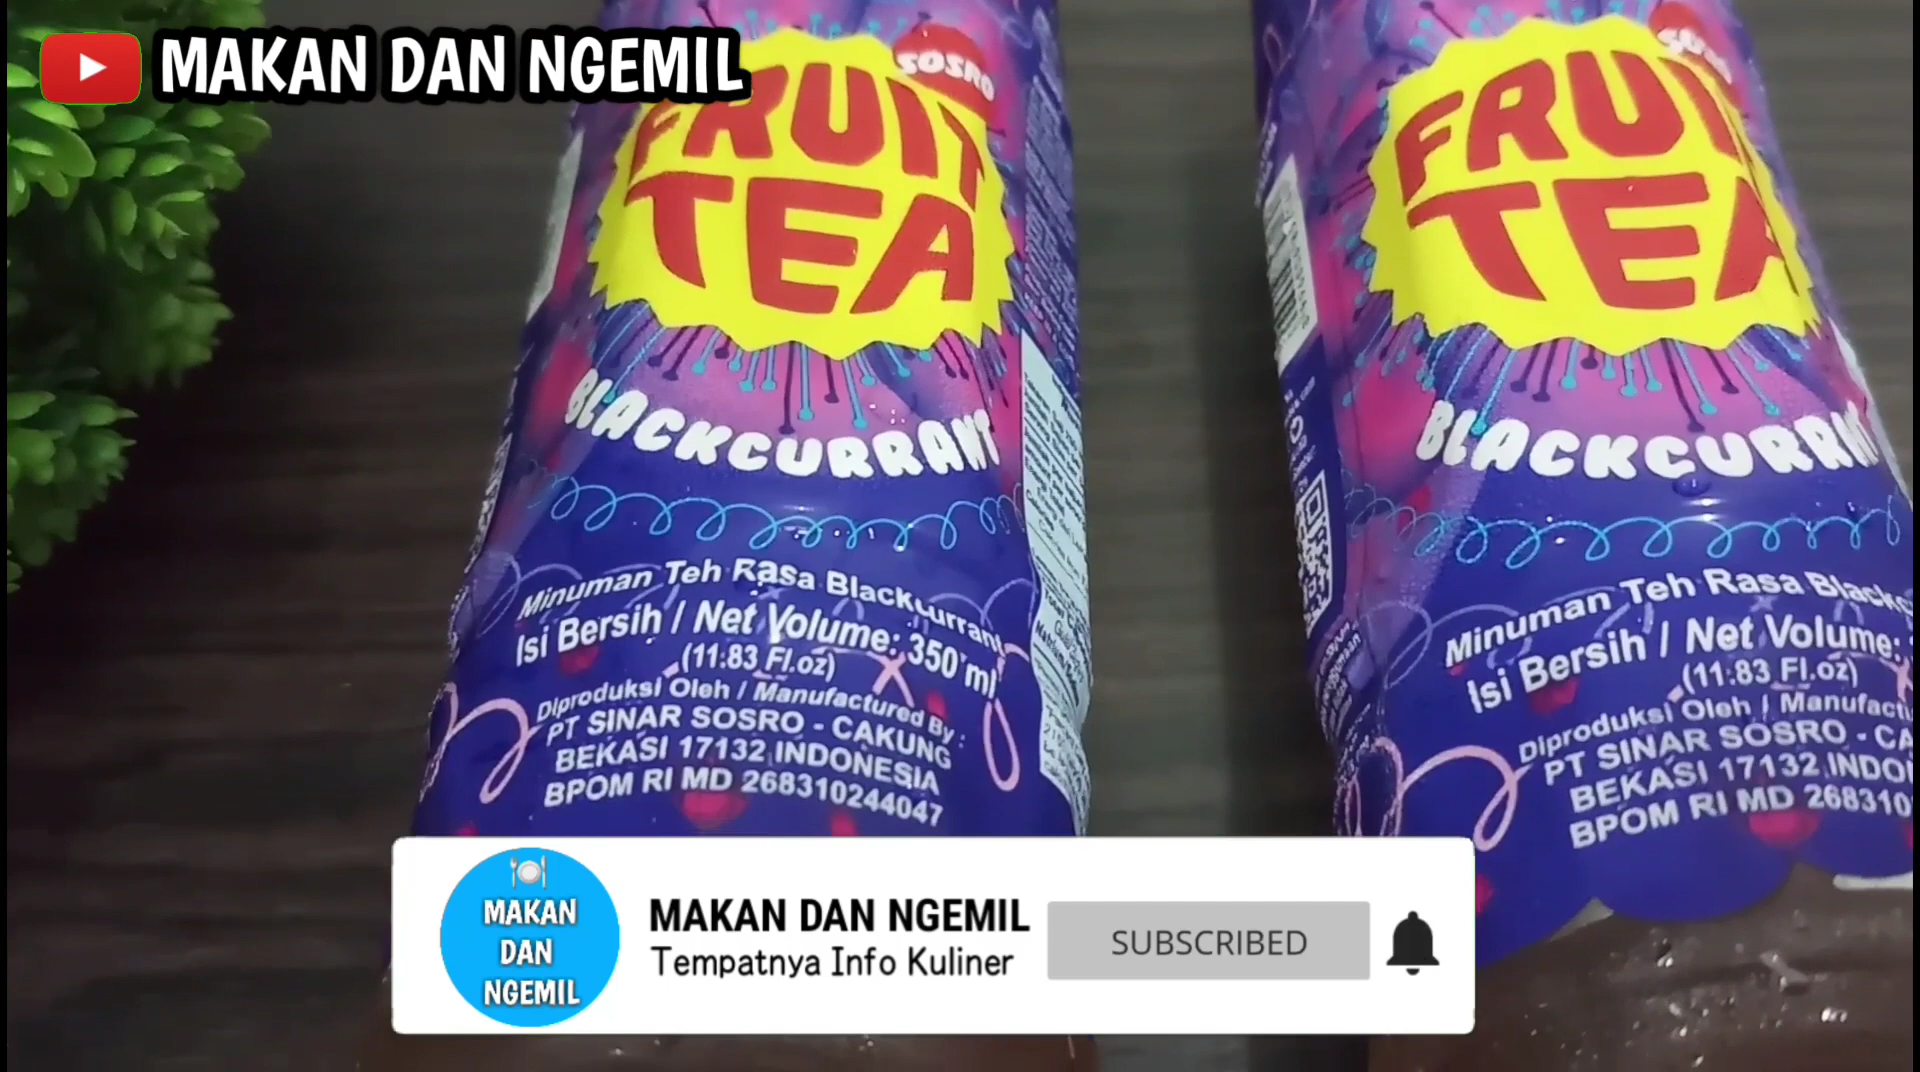 MAKAN DAN NGEMIL
SOSRO
FRUIT
TEA
BLACKCURRANT
Minuman Teh Rasa Blackcurrant
Isi Bersih / Net Volume: 350 ml
(11.83 Fl.oz)
Diproduksi Oleh / Manufactured By :
PT SINAR SOSRO - CAKUNG
BEKASI 17132 INDONESIA
BPOM RI MD 268310244047
FRUI
TEA
BLACKCURRAN
Minuman Teh Rasa Blackc
Isi Bersih / Net Volume:
(11.83 Fl.oz)
Diproduksi Oleh / Manufactu
PT SINAR SOSRO - CA
BEKASI 17132 INDO
BPOM RI MD 268310
MAKAN
DAN
NGEMIL
MAKAN DAN NGEMIL
Tempatnya Info Kuliner
SUBSCRIBED